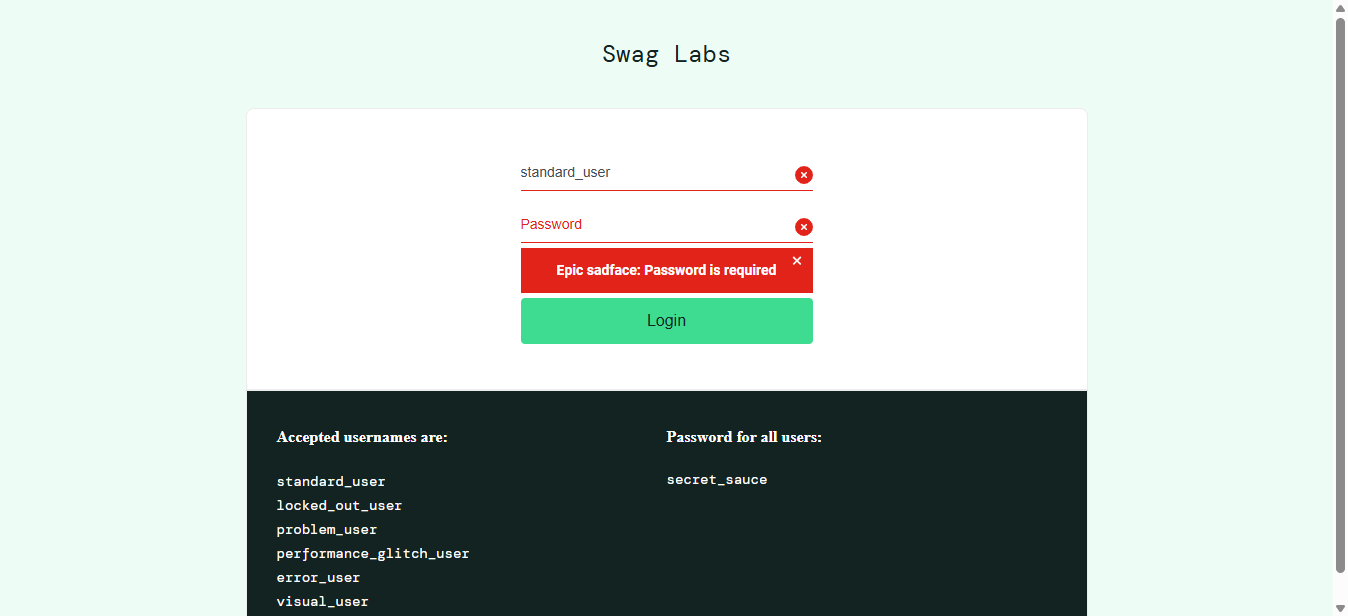 Swag Labs
standard_user
Password
Epic sadface: Password is required
Login
Accepted usernames are:
standard_user
locked_out_user
problem_user
performance_glitch_user
error_user
visual_user
Password for all users:
secret_sauce